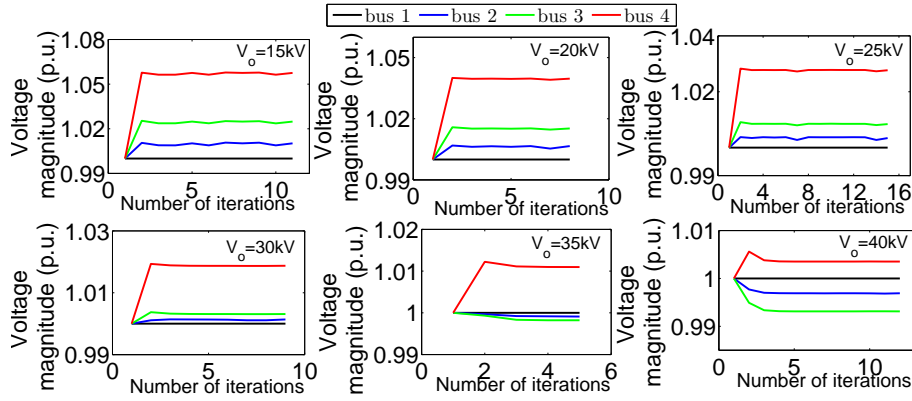 bus 1 bus 2 bus 3 bus 4
Voltage
magnitude (p.u.)
1.08
1.05
1.02
0.99
V_o=15kV
0 5 10
Number of iterations
Voltage
magnitude (p.u.)
1.05
1.02
0.99
V_o=20kV
0 5 10
Number of iterations
Voltage
magnitude (p.u.)
1.04
1.02
0.99
V_o=25kV
0 4 8 12 16
Number of iterations
Voltage
magnitude (p.u.)
1.03
1.00
0.99
V_o=30kV
0 5 10
Number of iterations
Voltage
magnitude (p.u.)
1.02
1.01
1
0.99
V_o=35kV
0 2 4 6
Number of iterations
Voltage
magnitude (p.u.)
1.01
1
0.99
V_o=40kV
0 5 10
Number of iterations